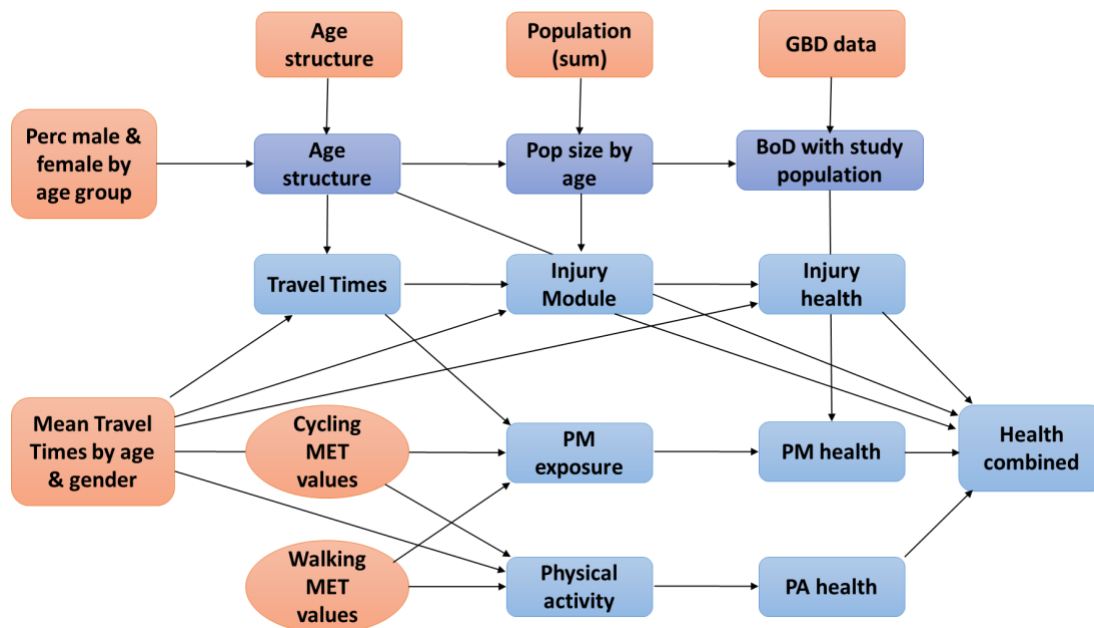 Age
structure
Population
(sum)
GBD data
Perc male &
female by
age group
Age
structure
Pop size by
age
BoD with study
population
Travel Times
Injury
Module
Injury
health
Mean Travel
Times by age
& gender
Cycling
MET
values
PM
exposure
PM health
Health
combined
Walking
MET
values
Physical
activity
PA health